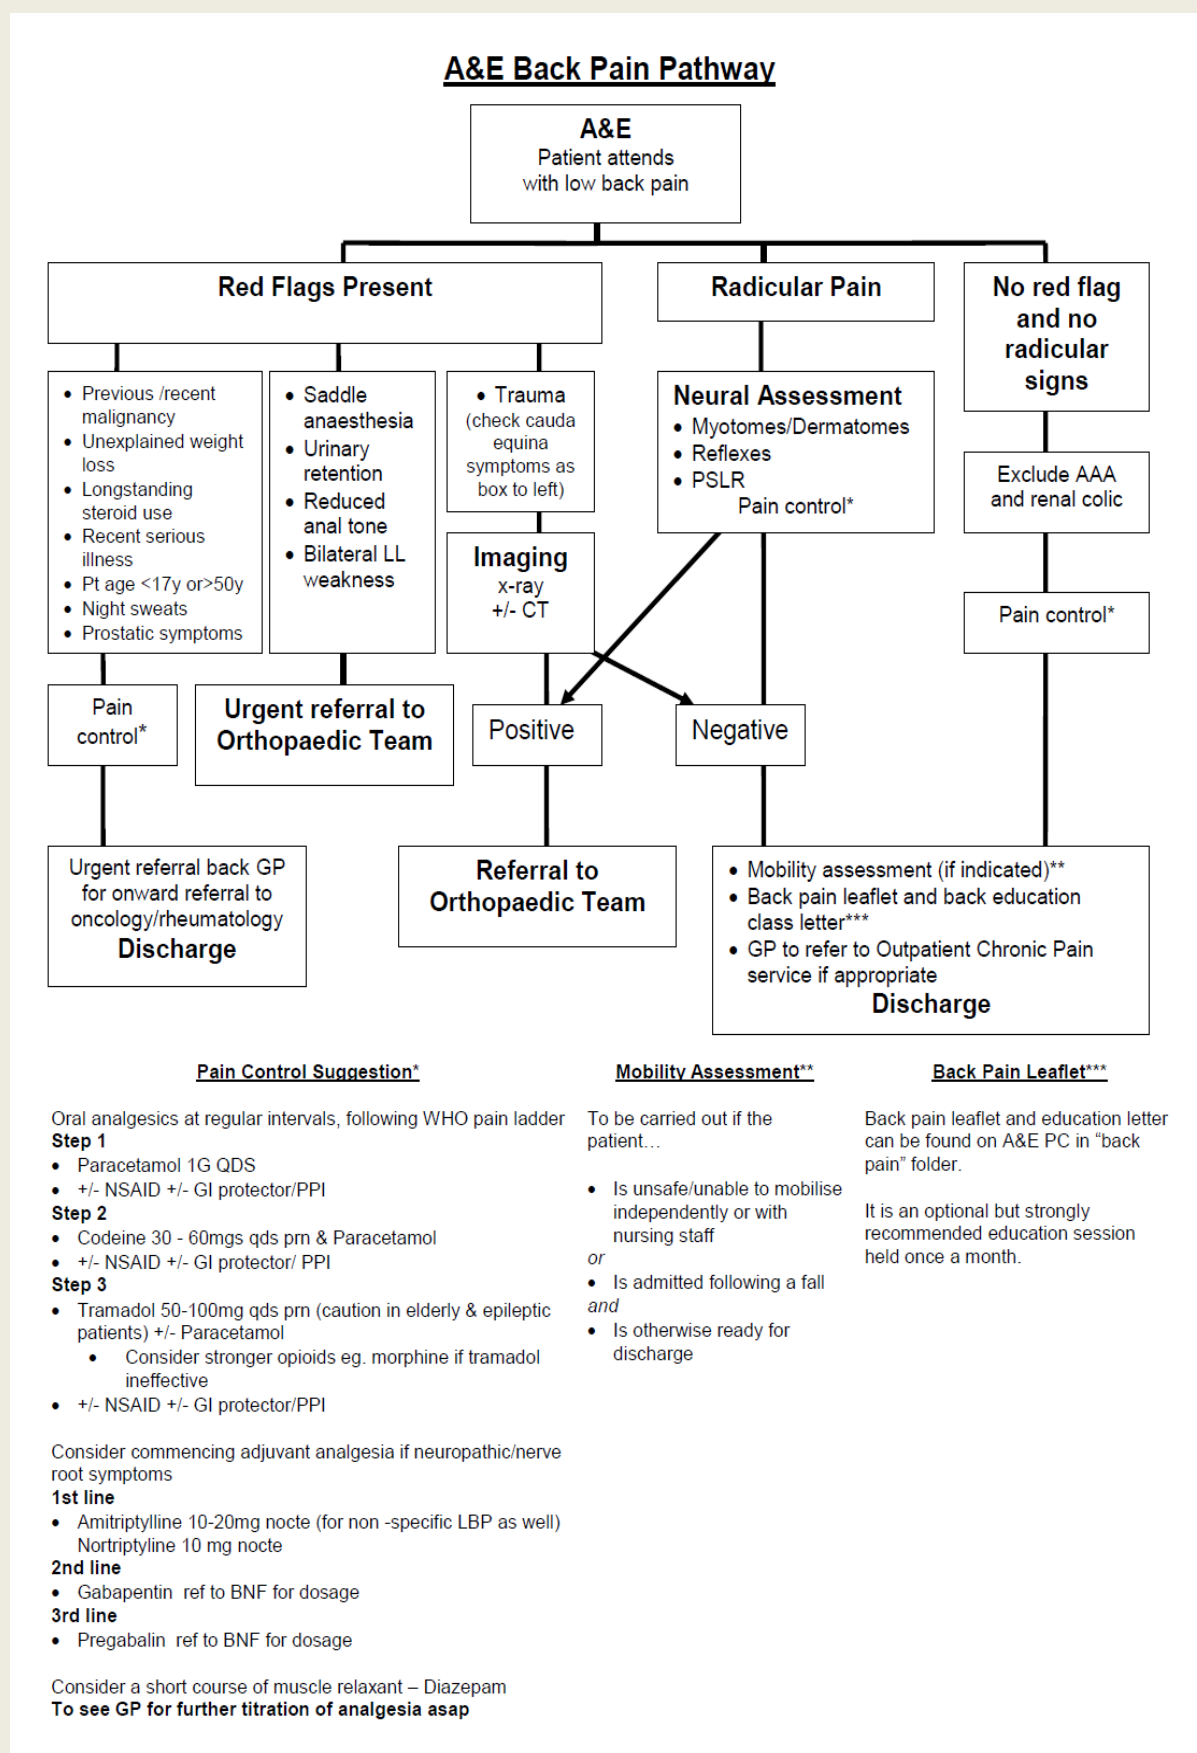 A&E Back Pain Pathway
A&E
Patient attends
with low back pain
Red Flags Present
Radicular Pain
No red flag
and no
radicular
signs
• Previous /recent
malignancy
• Unexplained weight
loss
• Longstanding
steroid use
• Recent serious
illness
• Pt age <17y or>50y
• Night sweats
• Prostatic symptoms
• Saddle
anaesthesia
• Urinary
retention
• Reduced
anal tone
• Bilateral LL
weakness
• Trauma
(check cauda
equina
symptoms as
box to left)
Imaging
x-ray
+/- CT
Neural Assessment
• Myotomes/Dermatomes
• Reflexes
• PSLR
Pain control*
Exclude AAA
and renal colic
Pain control*
Pain
control*
Urgent referral to
Orthopaedic Team
Positive
Negative
Urgent referral back GP
for onward referral to
oncology/rheumatology
Discharge
Referral to
Orthopaedic Team
• Mobility assessment (if indicated)**
• Back pain leaflet and back education
class letter***
• GP to refer to Outpatient Chronic Pain
service if appropriate
Discharge
Pain Control Suggestion*
Oral analgesics at regular intervals, following WHO pain ladder
Step 1
• Paracetamol 1G QDS
• +/- NSAID +/- GI protector/PPI
Step 2
• Codeine 30 - 60mgs qds prn & Paracetamol
• +/- NSAID +/- GI protector/ PPI
Step 3
• Tramadol 50-100mg qds prn (caution in elderly & epileptic
patients) +/- Paracetamol
• Consider stronger opioids eg. morphine if tramadol
ineffective
• +/- NSAID +/- GI protector/PPI
Consider commencing adjuvant analgesia if neuropathic/nerve
root symptoms
1st line
• Amitriptylline 10-20mg nocte (for non -specific LBP as well)
Nortriptyline 10 mg nocte
2nd line
• Gabapentin ref to BNF for dosage
3rd line
• Pregabalin ref to BNF for dosage
Consider a short course of muscle relaxant – Diazepam
To see GP for further titration of analgesia asap
Mobility Assessment**
To be carried out if the
patient…
• Is unsafe/unable to mobilise
independently or with
nursing staff
or
• Is admitted following a fall
and
• Is otherwise ready for
discharge
Back Pain Leaflet***
Back pain leaflet and education letter
can be found on A&E PC in “back
pain” folder.
It is an optional but strongly
recommended education session
held once a month.